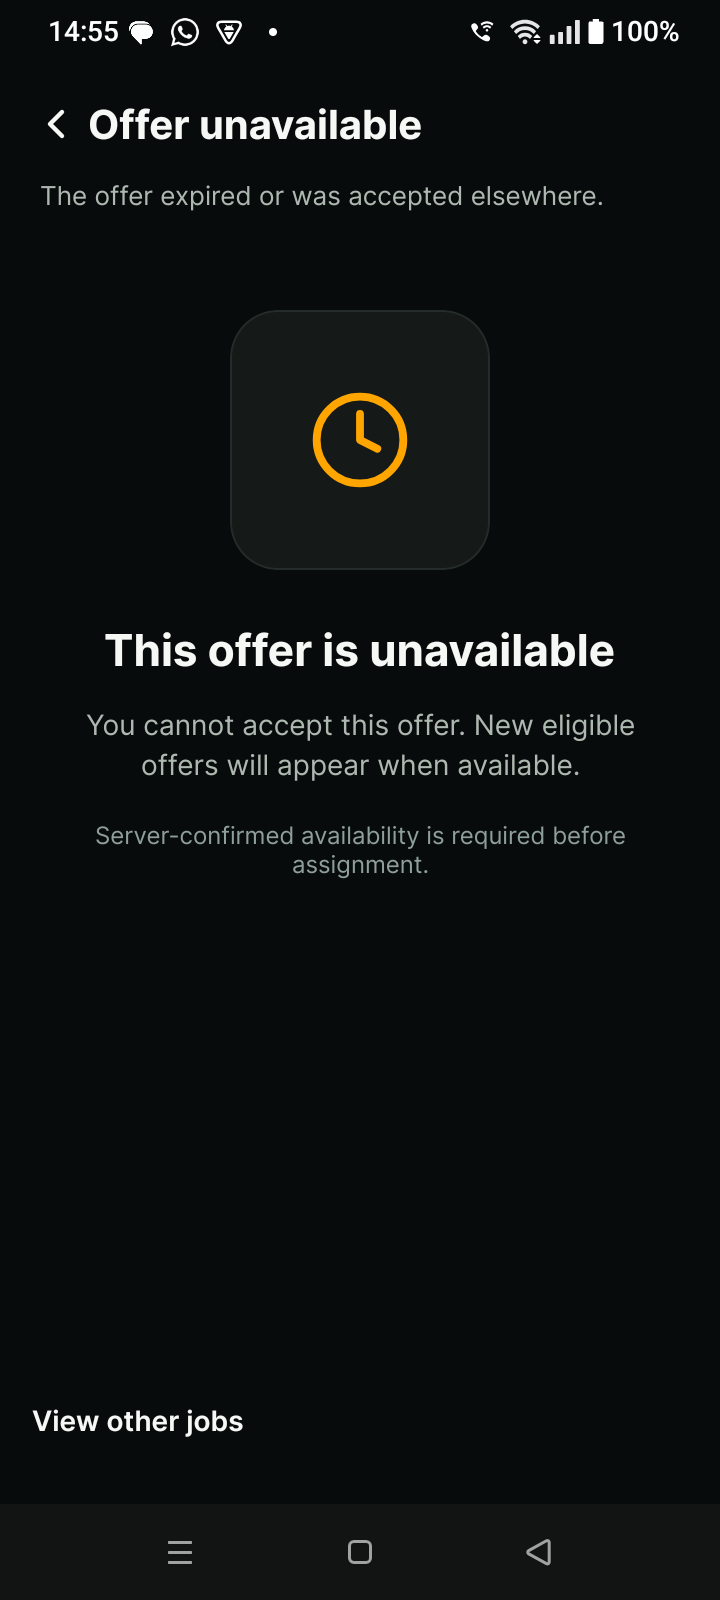 14:55
100%
Offer unavailable
The offer expired or was accepted elsewhere.
This offer is unavailable
You cannot accept this offer. New eligible
offers will appear when available.
Server-confirmed availability is required before
assignment.
View other jobs